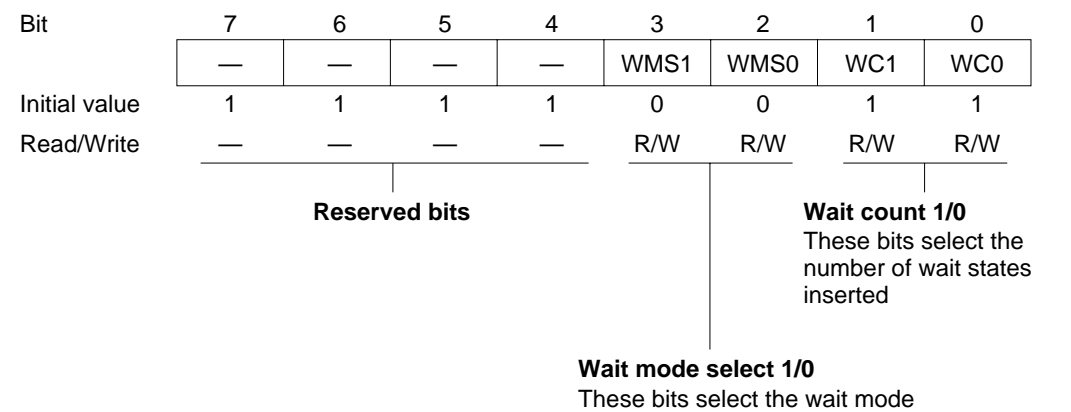 Bit 7 6 5 4 3 2 1 0
— — — — WMS1 WMS0 WC1 WC0
Initial value 1 1 1 1 0 0 1 1
Read/Write — — — — R/W R/W R/W R/W
Reserved bits
Wait count 1/0
These bits select the
number of wait states
inserted
Wait mode select 1/0
These bits select the wait mode